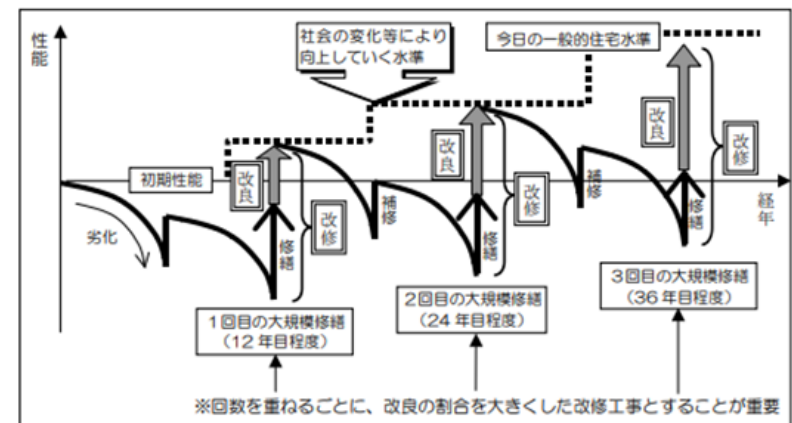 性能
社会の変化等により
向上していく水準
今日の一般的住宅水準
改良
改修
初期性能
改良
改修
補修
改良
改修
補修
経年
劣化
修繕
修繕
修繕
1回目の大規模修繕
(12年目程度)
2回目の大規模修繕
(24年目程度)
3回目の大規模修繕
(36年目程度)
※回数を重ねるごとに、改良の割合を大きくした改修工事とすることが重要